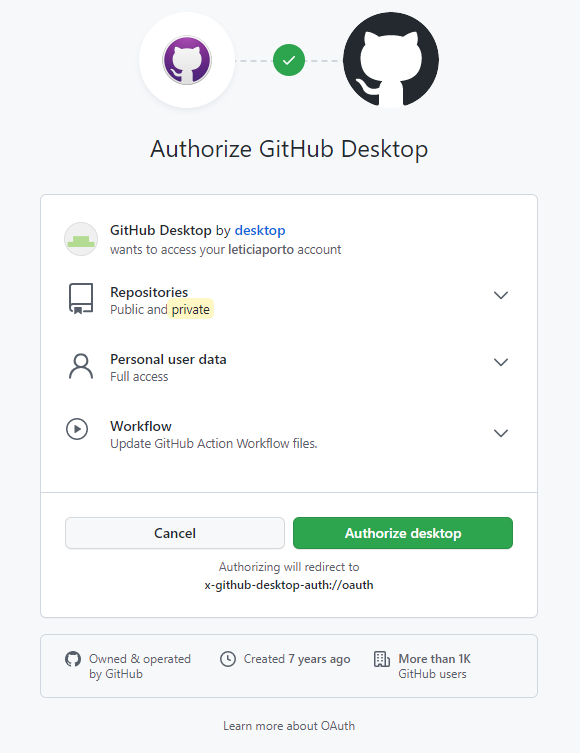 Authorize GitHub Desktop
GitHub Desktop by desktop
wants to access your leticiaporto account
Repositories
Public and private
Personal user data
Full access
Workflow
Update GitHub Action Workflow files.
Cancel
Authorize desktop
Authorizing will redirect to
x-github-desktop-auth://oauth
Owned & operated
by GitHub
Created 7 years ago
More than 1K
GitHub users
Learn more about OAuth